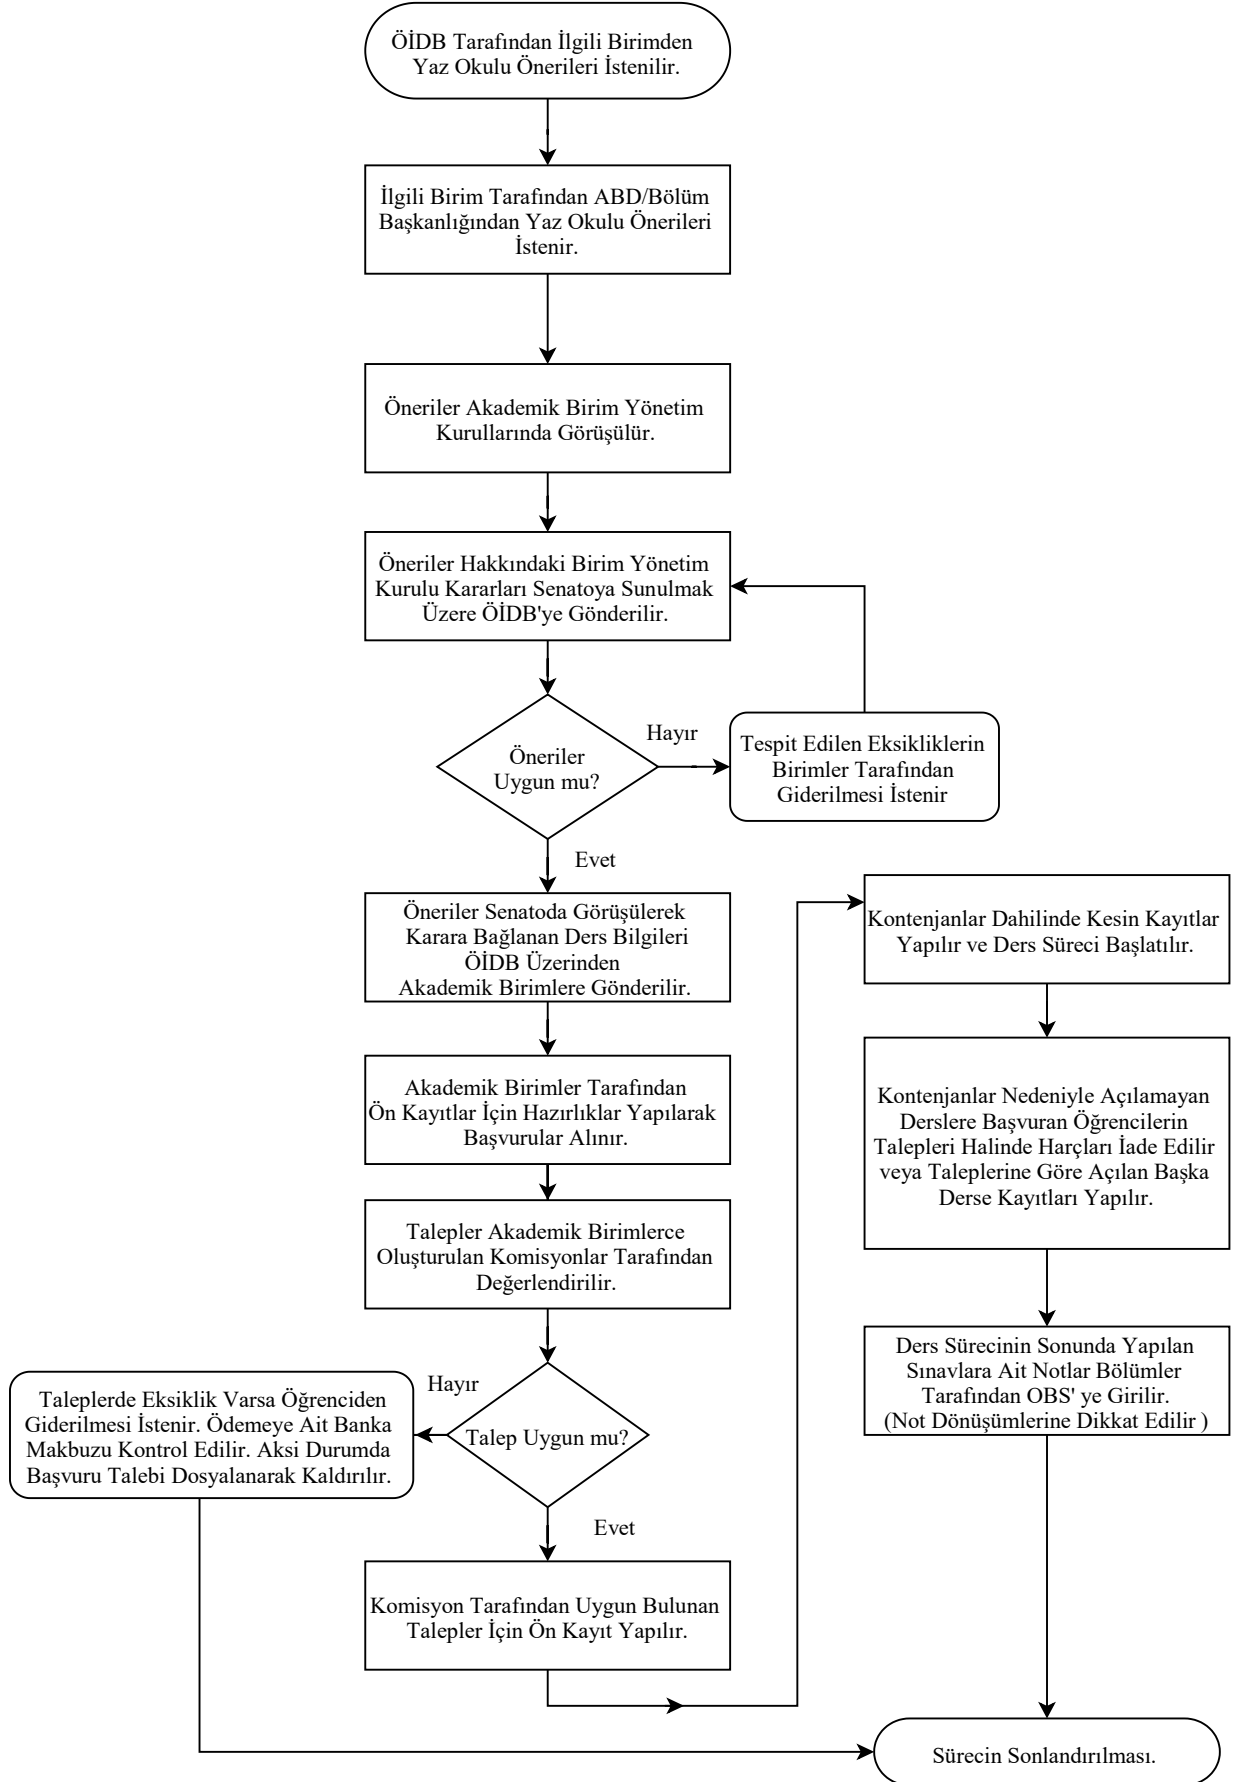 ÖİDB Tarafından İlgili Birimden
Yaz Okulu Önerileri İstenilir.
İlgili Birim Tarafından ABD/Bölüm
Başkanlığından Yaz Okulu Önerileri
İstenir.
Öneriler Akademik Birim Yönetim
Kurullarında Görüşülür.
Öneriler Hakkındaki Birim Yönetim
Kurulu Kararları Senatoya Sunulmak
Üzere ÖİDB'ye Gönderilir.
Öneriler
Uygun mu?
Hayır
Tespit Edilen Eksikliklerin
Birimler Tarafından
Giderilmesi İstenir
Evet
Öneriler Senatoda Görüşülerek
Karara Bağlanan Ders Bilgileri
ÖİDB Üzerinden
Akademik Birimlere Gönderilir.
Akademik Birimler Tarafından
Ön Kayıtlar İçin Hazırlıklar Yapılarak
Başvurular Alınır.
Talepler Akademik Birimlerce
Oluşturulan Komisyonlar Tarafından
Değerlendirilir.
Talep Uygun mu?
Hayır
Taleplerde Eksiklik Varsa Öğrenciden
Giderilmesi İstenir. Ödemeye Ait Banka
Makbuzu Kontrol Edilir. Aksi Durumda
Başvuru Talebi Dosyalanarak Kaldırılır.
Evet
Komisyon Tarafından Uygun Bulunan
Talepler İçin Ön Kayıt Yapılır.
Kontenjanlar Dahilinde Kesin Kayıtlar
Yapılır ve Ders Süreci Başlatılır.
Kontenjanlar Nedeniyle Açılamayan
Derslere Başvuran Öğrencilerin
Talepleri Halinde Harçları İade Edilir
veya Taleplerine Göre Açılan Başka
Derse Kayıtları Yapılır.
Ders Sürecinin Sonunda Yapılan
Sınavlara Ait Notlar Bölümler
Tarafından OBS' ye Girilir.
(Not Dönüşümlerine Dikkat Edilir )
Sürecin Sonlandırılması.